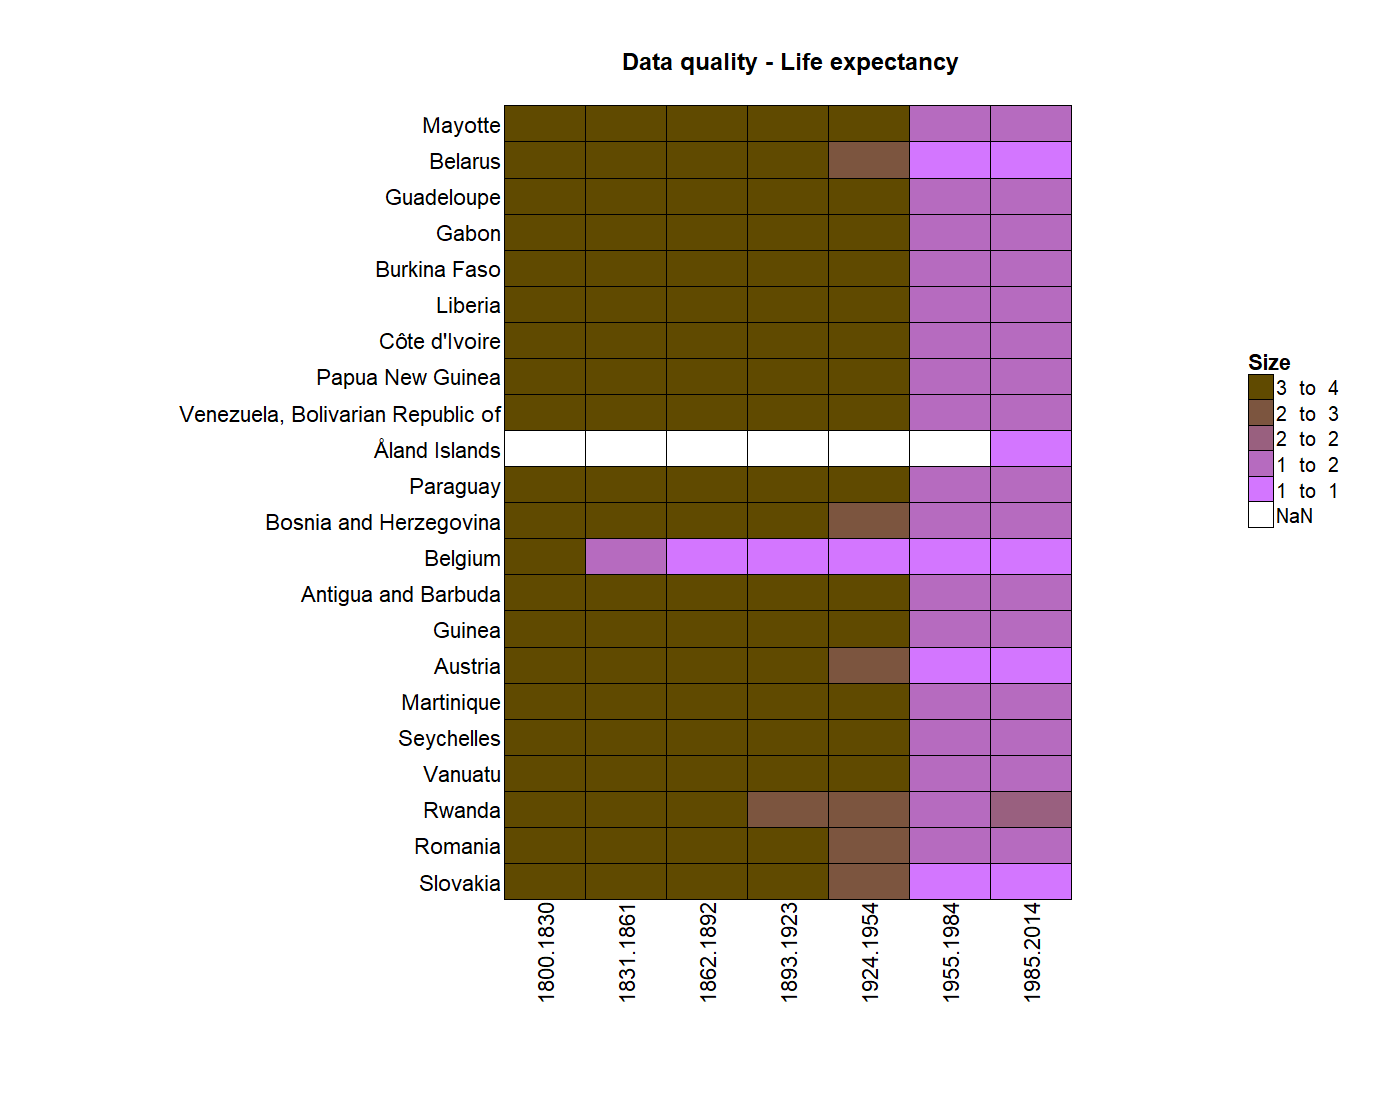 Data quality - Life expectancy
Mayotte
Belarus
Guadeloupe
Gabon
Burkina Faso
Liberia
Côte d'Ivoire
Papua New Guinea
Venezuela, Bolivarian Republic of
Åland Islands
Paraguay
Bosnia and Herzegovina
Belgium
Antigua and Barbuda
Guinea
Austria
Martinique
Seychelles
Vanuatu
Rwanda
Romania
Slovakia
1800.1830
1831.1861
1862.1892
1893.1923
1924.1954
1955.1984
1985.2014
Size
3 to 4
2 to 3
2 to 2
1 to 2
1 to 1
NaN